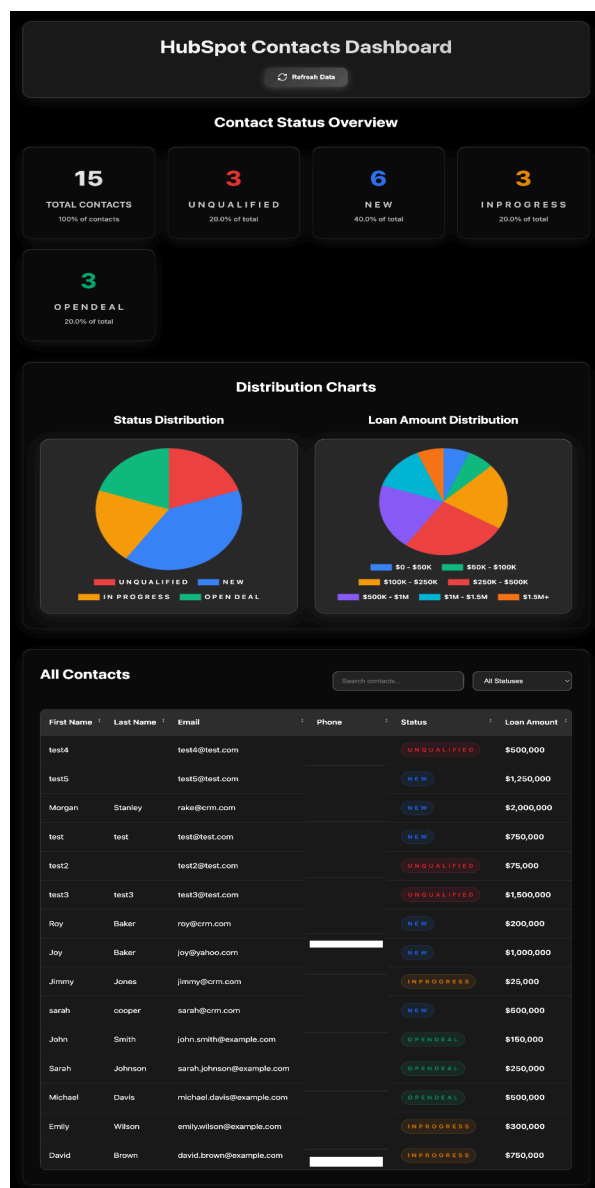 HubSpot Contacts Dashboard
Refresh Data
Contact Status Overview
15
TOTAL CONTACTS
100% of contacts
3
UNQUALIFIED
20.0% of total
6
NEW
40.0% of total
3
INPROGRESS
20.0% of total
3
OPENDEAL
20.0% of total
Distribution Charts
Status Distribution
UNQUALIFIED NEW
IN PROGRESS OPEN DEAL
Loan Amount Distribution
$0 - $50K $50K - $100K
$100K - $250K $250K - $500K
$500K - $1M $1M - $1.5M $1.5M+
All Contacts
Search contacts...
All Statuses
First Name Last Name Email Phone Status Loan Amount
test4 test4@test.com UNQUALIFIED $500,000
test5 test5@test.com NEW $1,250,000
Morgan Stanley rake@crm.com NEW $2,000,000
test test test@test.com NEW $750,000
test2 test2@test.com UNQUALIFIED $75,000
test3 test3 test3@test.com UNQUALIFIED $1,500,000
Roy Baker roy@crm.com NEW $200,000
Joy Baker joy@yahoo.com NEW $1,000,000
Jimmy Jones jimmy@crm.com INPROGRESS $25,000
sarah cooper sarah@crm.com NEW $500,000
John Smith john.smith@example.com OPENDEAL $150,000
Sarah Johnson sarah.johnson@example.com OPENDEAL $250,000
Michael Davis michael.davis@example.com OPENDEAL $500,000
Emily Wilson emily.wilson@example.com INPROGRESS $300,000
David Brown david.brown@example.com INPROGRESS $750,000